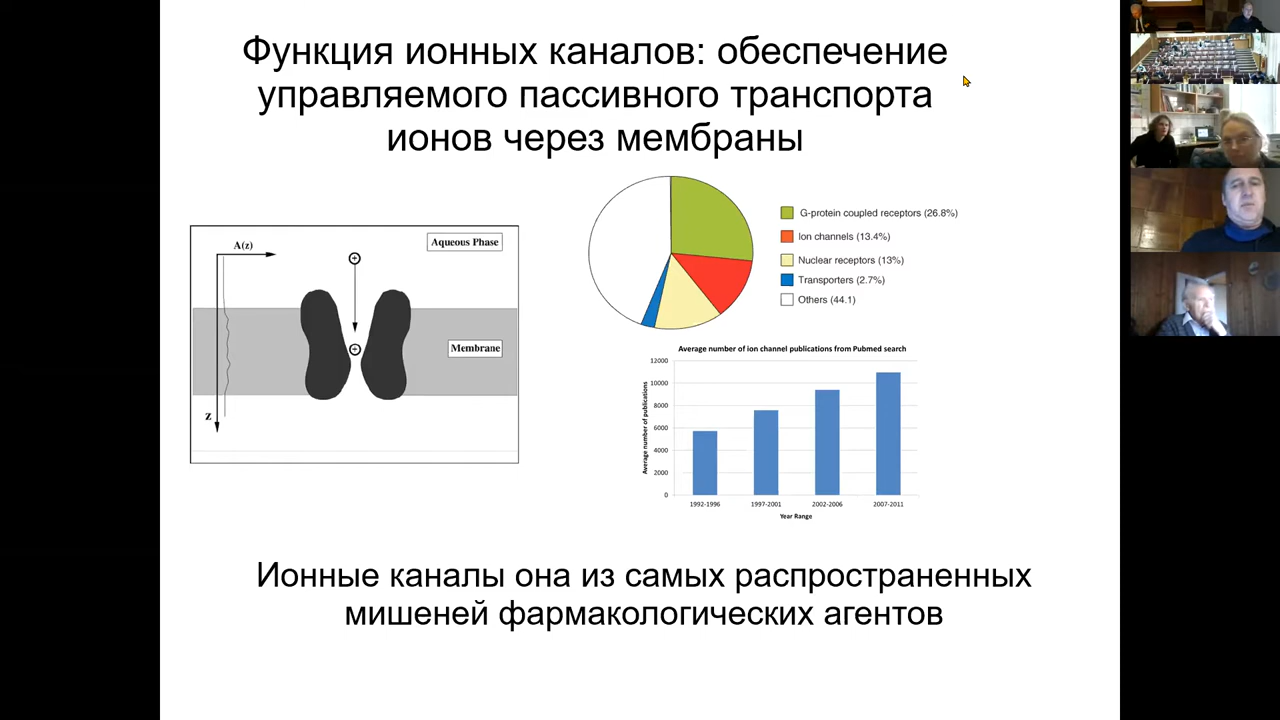 Функция ионных каналов: обеспечение
управляемого пассивного транспорта
ионов через мембраны
A(z)
Aqueous Phase
+
Membrane
+
z
G-protein coupled receptors (26.8%)
Ion channels (13.4%)
Nuclear receptors (13%)
Transporters (2.7%)
Others (44.1)
Average number of ion channel publications from Pubmed search
Average number of publications
12000
10000
8000
6000
4000
2000
0
1992-1996 1997-2001 2002-2006 2007-2011
Year Range
Ионные каналы она из самых распространенных
мишеней фармакологических агентов